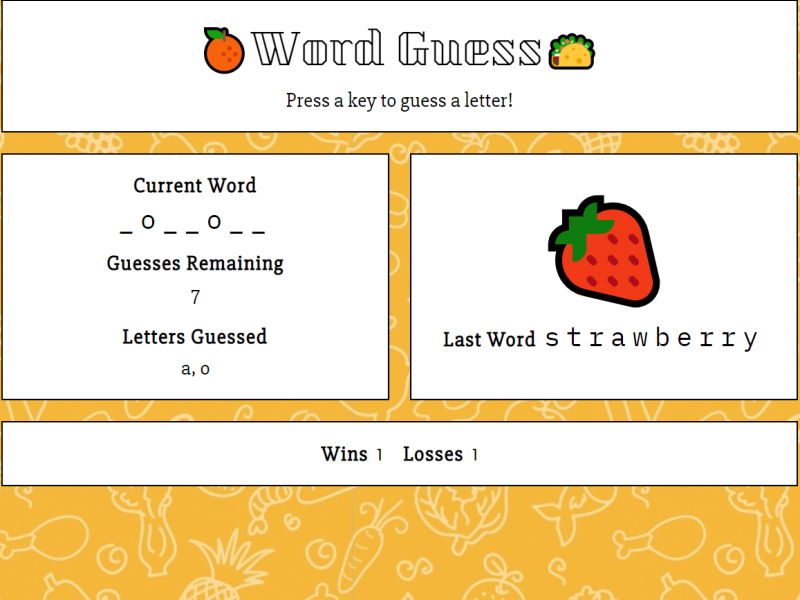 Word Guess
Press a key to guess a letter!
Current Word
_ o _ _ o _ _
Guesses Remaining
7
Letters Guessed
a, o
Last Word s t r a w b e r r y
Wins 1 Losses 1